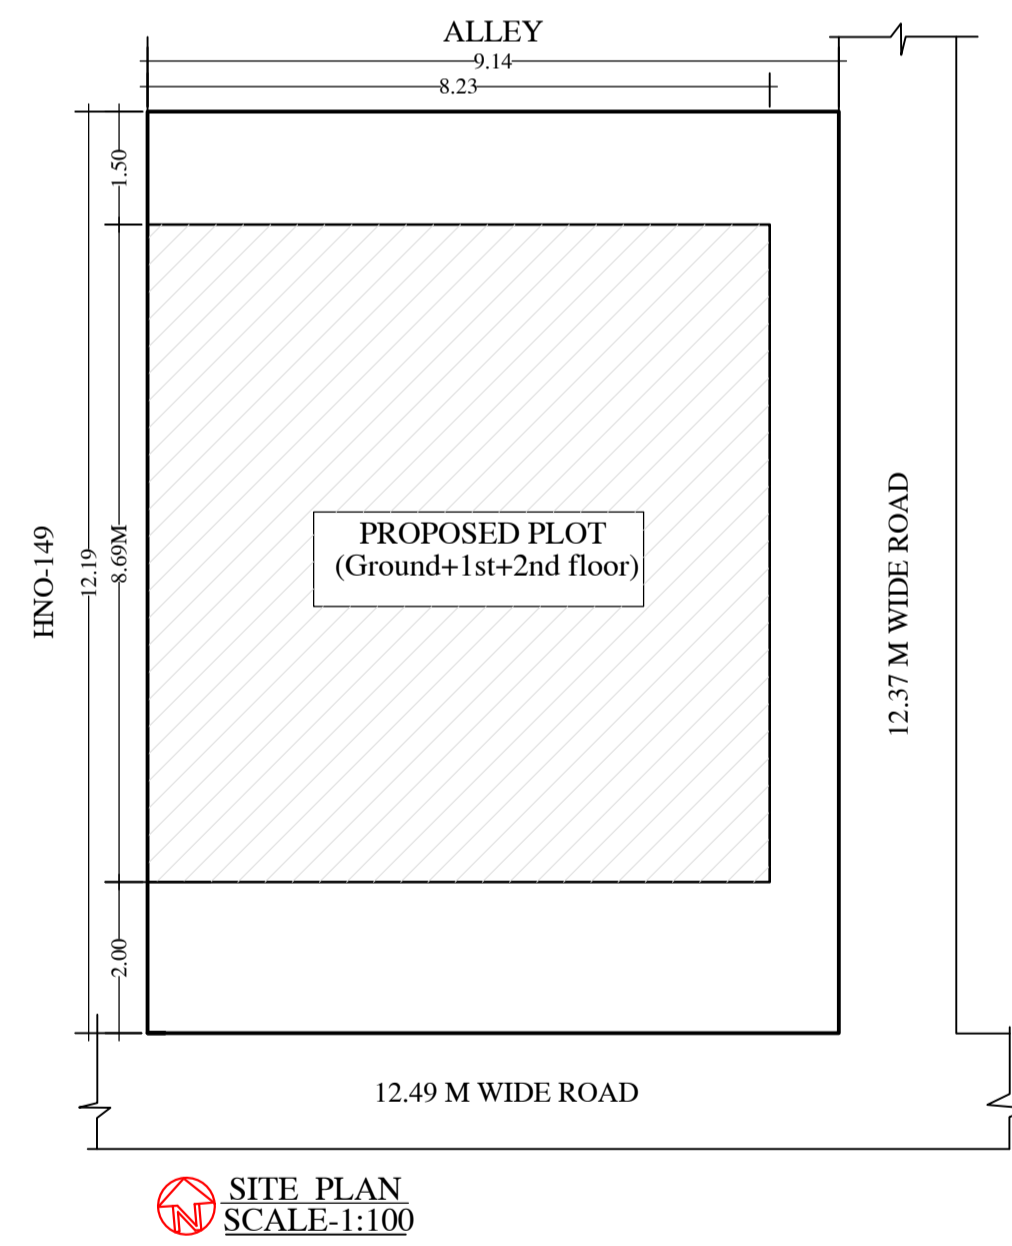 ALLEY
9.14
8.23
1.50
HNO-149
12.19
8.69M
PROPOSED PLOT
(Ground+1st+2nd floor)
12.37 M WIDE ROAD
2.00
12.49 M WIDE ROAD
N
SITE PLAN
SCALE-1:100